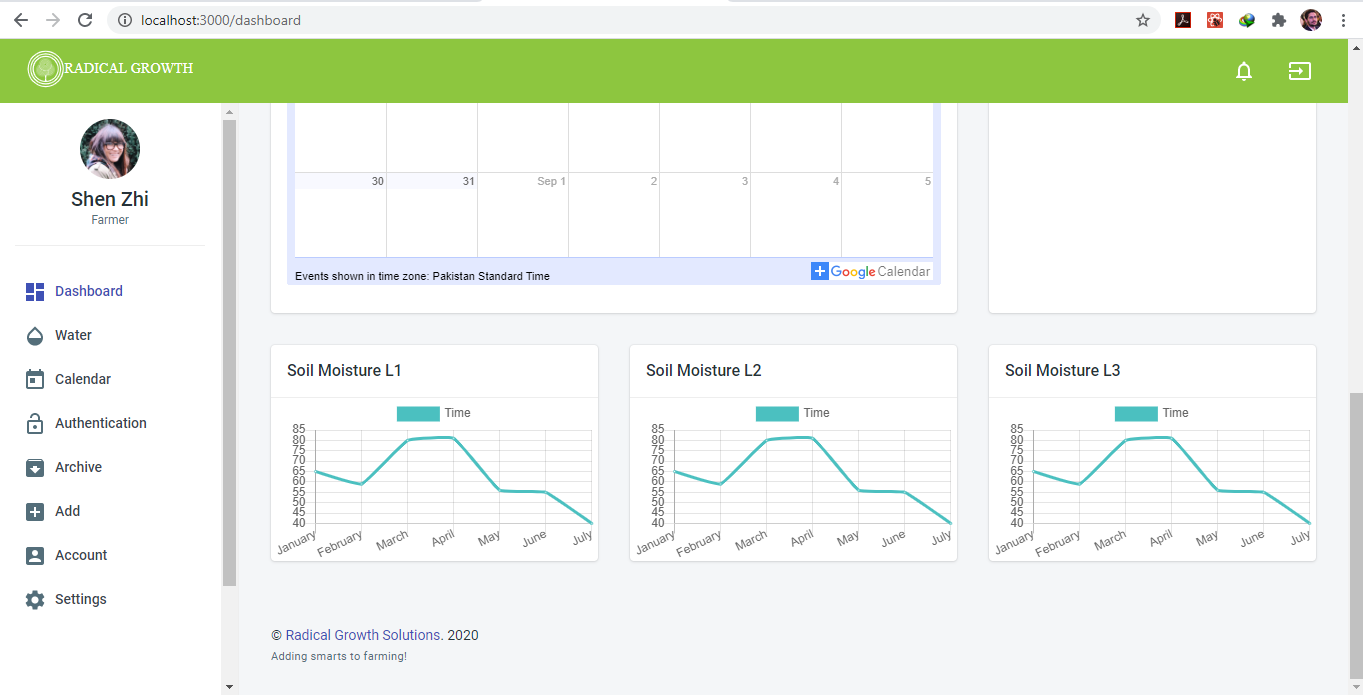 localhost:3000/dashboard
RADICAL GROWTH
Shen Zhi
Farmer
Dashboard
Water
Calendar
Authentication
Archive
Add
Account
Settings
30 31 Sep 1 2 3 4 5
Events shown in time zone: Pakistan Standard Time
Google Calendar
Soil Moisture L1
Time
85
80
75
70
65
60
55
50
45
40
January February March April May June July
Soil Moisture L2
Time
85
80
75
70
65
60
55
50
45
40
January February March April May June July
Soil Moisture L3
Time
85
80
75
70
65
60
55
50
45
40
January February March April May June July
© Radical Growth Solutions. 2020
Adding smarts to farming!